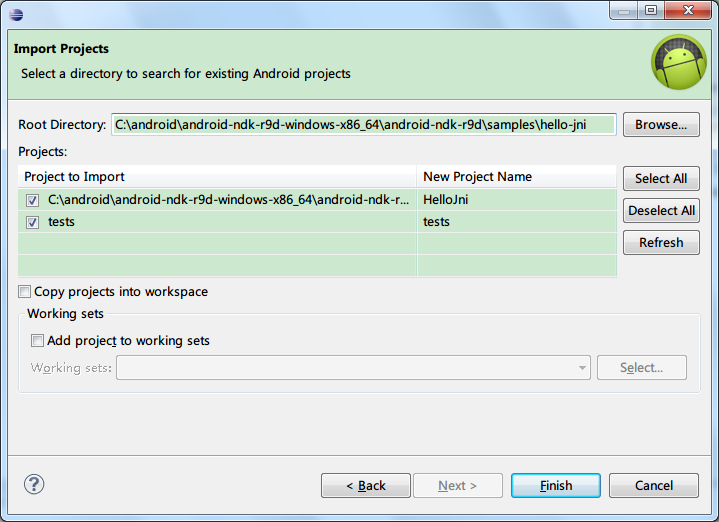 Import Projects
Select a directory to search for existing Android projects
Root Directory: C:\android\android-ndk-r9d-windows-x86_64\android-ndk-r9d\samples\hello-jni Browse...
Projects:
Project to Import New Project Name Select All
C:\android\android-ndk-r9d-windows-x86_64\android-ndk-r... HelloJni
Deselect All
tests tests
Refresh
Copy projects into workspace
Working sets
Add project to working sets
Working sets: Select...
? < Back Next > Finish Cancel